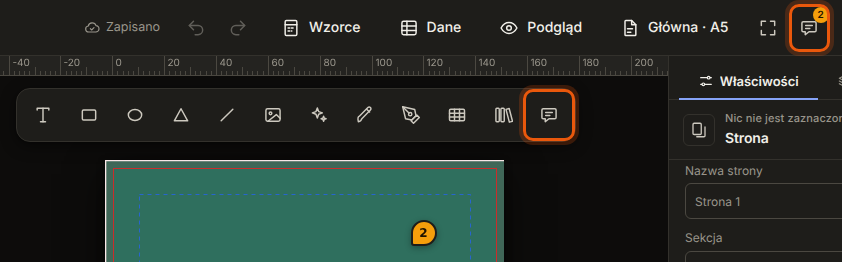 Zapisano Wzorce Dane Podgląd Główna · A5 2
-40 -20 0 20 40 60 80 100 120 140 160 180 200
Właściwości
Nic nie jest zaznaczon
Strona
Nazwa strony
Strona 1
Sekcja
2